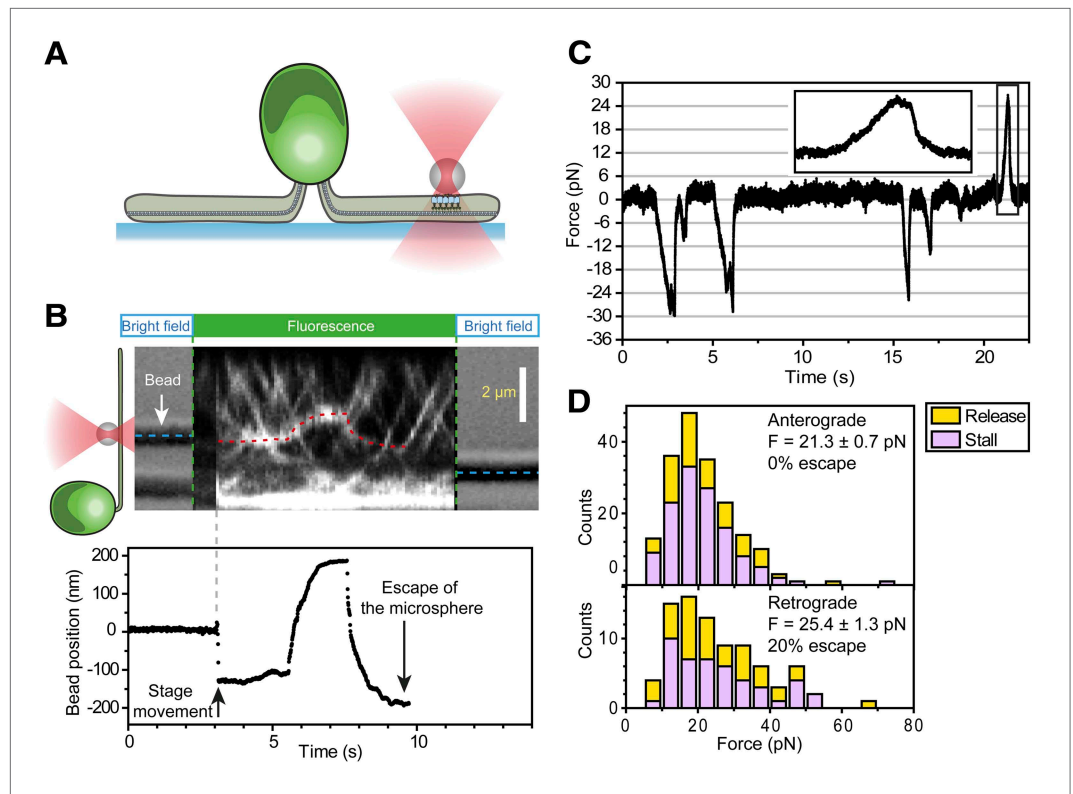 A
B
Bright field
Fluorescence
Bright field
Bead
2 µm
200
100
0
-100
-200
Bead position (nm)
Stage
movement
Escape of
the microsphere
0
5
10
Time (s)
C
30
24
18
12
6
0
-6
-12
-18
-24
-30
-36
Force (pN)
0
5
10
15
20
Time (s)
D
Release
Stall
Anterograde
F = 21.3 ± 0.7 pN
0% escape
40
20
0
Counts
Retrograde
F = 25.4 ± 1.3 pN
20% escape
10
0
Counts
0
20
40
60
80
Force (pN)